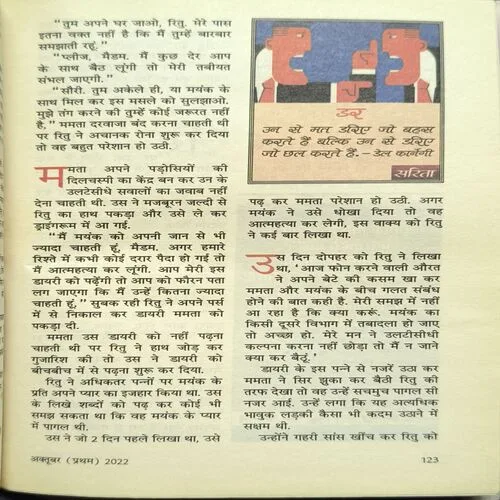 “तुम अपने घर जाओ, रितु. मेरे पास
इतना वक्त नहीं है कि मैं तुम्हें बारबार
समझाती रहूं.”
“प्लीज, मैडम. मैं कुछ देर आप
के साथ बैठ लूंगी तो मेरी तबीयत
संभल जाएगी.”
“सौरी. तुम अकेले ही, या मयंक के
साथ मिल कर इस मसले को सुलझाओ.
मुझे तंग करने की तुम्हें कोई जरूरत नहीं
है,” ममता दरवाजा बंद करना चाहती थी
पर रितु ने अचानक रोना शुरू कर दिया
तो वह बहुत परेशान हो उठी.
ममता अपने पड़ोसियों की
दिलचस्पी का केंद्र बन कर उन के
उलटेसीधे सवालों का जवाब नहीं
देना चाहती थी. उस ने मजबूरन जल्दी से
रितु का हाथ पकड़ा और उसे ले कर
ड्राइंगरूम में आ गई.
“मैं मयंक को अपनी जान से भी
ज्यादा चाहती हूं, मैडम. अगर हमारे
रिश्ते में कभी कोई दरार पैदा हो गई तो
मैं आत्महत्या कर लूंगी. आप मेरी इस
डायरी को पढ़ेंगी तो आप को फौरन पता
लग जाएगा कि मैं उन्हें कितना ज्यादा
चाहती हूं,” सुबक रही रितु ने अपने पर्स
में से निकाल कर डायरी ममता को
पकड़ा दी.
ममता उस डायरी को नहीं पढ़ना
चाहती थी पर रितु ने हाथ जोड़ कर
गुजारिश की तो उस ने डायरी को
बीचबीच में से पढ़ना शुरू कर दिया.
रितु ने अधिकतर पन्नों पर मयंक के
प्रति अपने प्यार का इजहार किया था. उस
के लिखे शब्दों को पढ़ कर कोई भी
समझ सकता था कि वह मयंक के प्यार
में पागल थी.
उस ने जो 2 दिन पहले लिखा था, उसे
डर
उन से मत डरिए जो बहस
करते हैं बल्कि उन से डरिए
जो छल करते हैं. – डेल कार्नेगी
सरिता
पढ़ कर ममता परेशान हो उठी. अगर
मयंक ने उसे धोखा दिया तो वह
आत्महत्या कर लेगी, इस वाक्य को रितु
ने कई बार लिखा था.
उस दिन दोपहर को रितु ने लिखा
था, ‘आज फोन करने वाली औरत
ने अपने बेटे की कसम खा कर
ममता और मयंक के बीच गलत संबंध
होने की बात कही है. मेरी समझ में नहीं
आ रहा है कि क्या करूं. मयंक का
किसी दूसरे विभाग में तबादला हो जाए
तो अच्छा हो. मेरे मन ने उलटीसीधी
कल्पना करना नहीं छोड़ा तो मैं न जाने
क्या कर बैठूं.’
डायरी के इस पन्ने से नजरें उठा कर
ममता ने सिर झुका कर बैठी रितु की
तरफ देखा तो वह उन्हें सचमुच पागल सी
नजर आई. उन्हें लगा कि यह अत्यधिक
भावुक लड़की कैसा भी कदम उठाने में
सक्षम थी.
उन्होंने गहरी सांस खींच कर रितु को
अक्तूबर (प्रथम) 2022
123